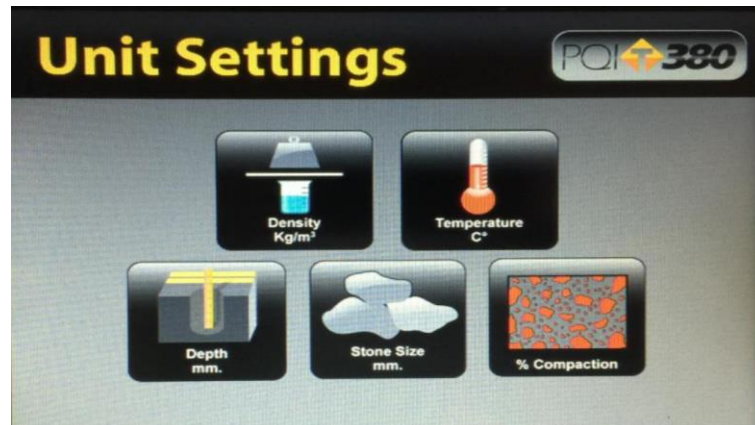 Unit Settings
PQI T 380
Density
Kg/m³
Temperature
C°
Depth
mm.
Stone Size
mm.
% Compaction